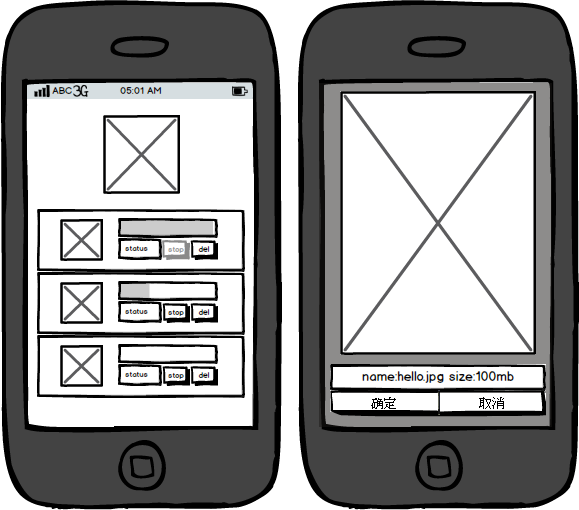 ABC 3G 05:01 AM
status stop del
status stop del
status stop del
name:hello.jpg size:100mb
确定 取消